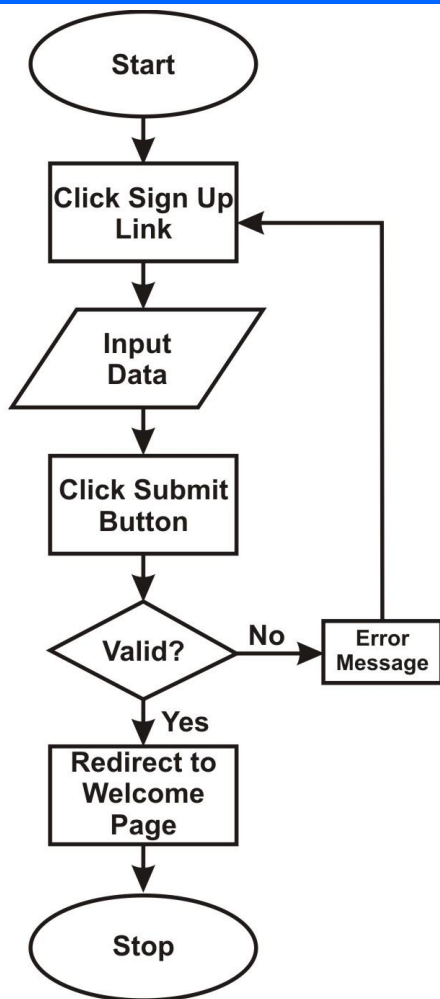 Start
Click Sign Up
Link
Input
Data
Click Submit
Button
Valid?
No
Error
Message
Yes
Redirect to
Welcome
Page
Stop